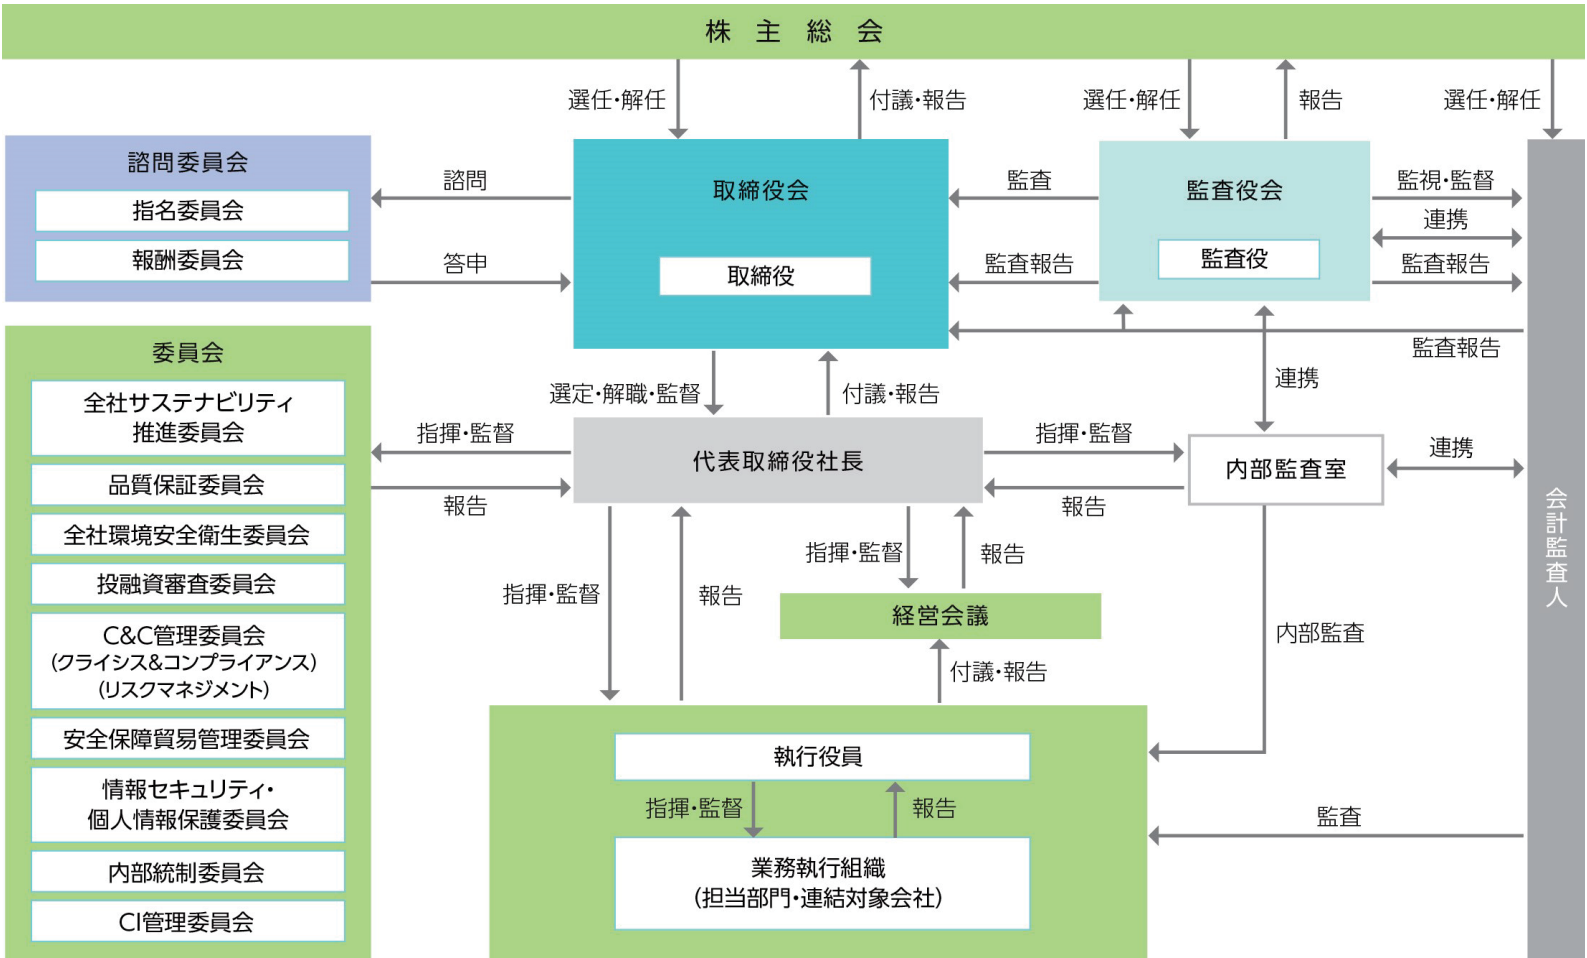 株主総会
選任・解任
付議・報告
選任・解任
報告
選任・解任
諮問委員会
指名委員会
報酬委員会
諮問
答申
取締役会
取締役
監査
監査報告
監査役会
監査役
監視・監督
連携
監査報告
監査報告
委員会
全社サステナビリティ
推進委員会
品質保証委員会
全社環境安全衛生委員会
投融資審査委員会
C&C管理委員会
(クライシス&コンプライアンス)
(リスクマネジメント)
安全保障貿易管理委員会
情報セキュリティ・
個人情報保護委員会
内部統制委員会
CI管理委員会
選定・解職・監督
付議・報告
連携
指揮・監督
報告
代表取締役社長
指揮・監督
報告
内部監査室
連携
会計監査人
指揮・監督
報告
指揮・監督
報告
経営会議
付議・報告
内部監査
執行役員
指揮・監督
報告
業務執行組織
(担当部門・連結対象会社)
監査